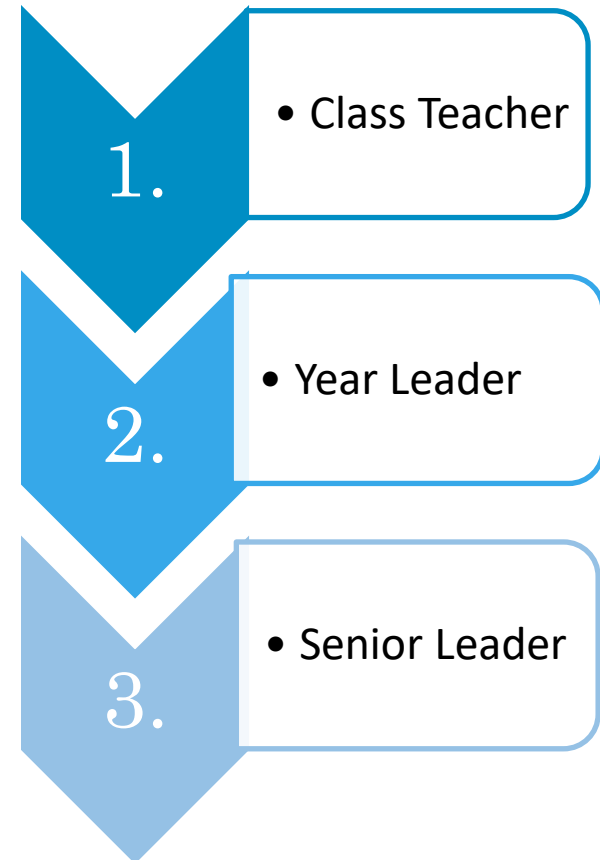 1.
• Class Teacher
2.
• Year Leader
3.
• Senior Leader